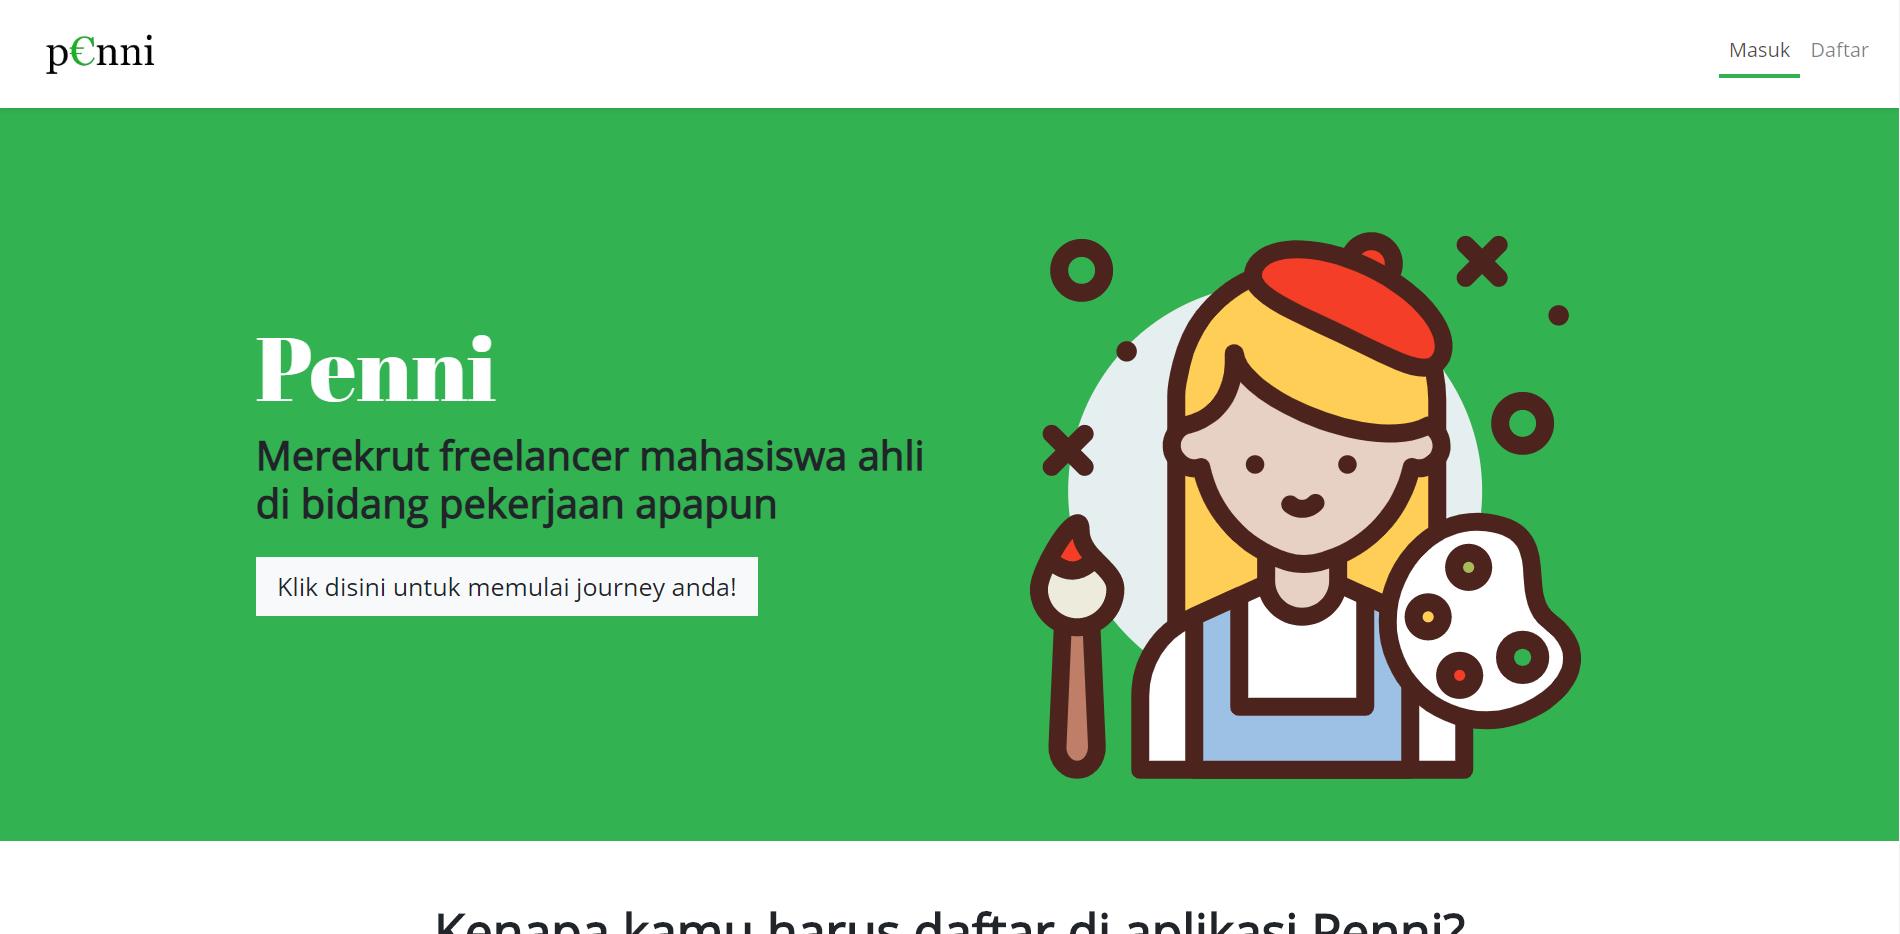 p€nni
Masuk Daftar
Penni
Merekrut freelancer mahasiswa ahli
di bidang pekerjaan apapun
Klik disini untuk memulai journey anda!
Kenapa kamu harus daftar di aplikasi Penni?